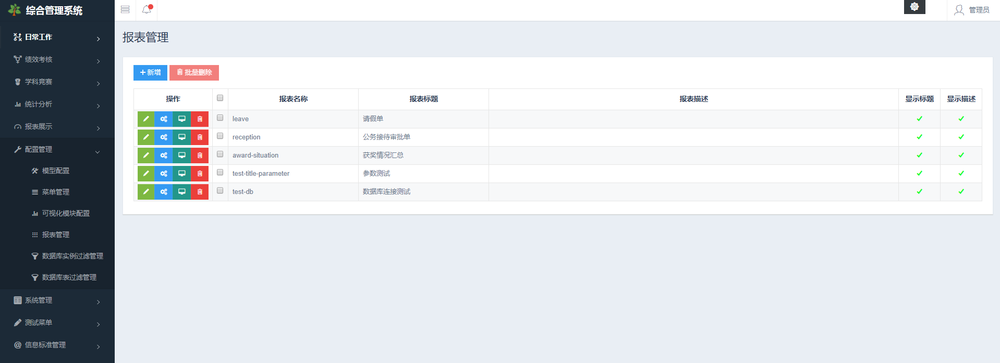 综合管理系统
管理员
日常工作
绩效考核
学科竞赛
统计分析
报表展示
配置管理
模型配置
菜单管理
可视化模块配置
报表管理
数据库实例过滤管理
数据库表过滤管理
系统管理
测试菜单
@ 信息标准管理
报表管理
+新增 批量删除
操作 报表名称 报表标题 报表描述 显示标题 显示描述
leave 请假单
reception 公务接待审批单
award-situation 获奖情况汇总
test-title-parameter 参数测试
test-db 数据库连接测试